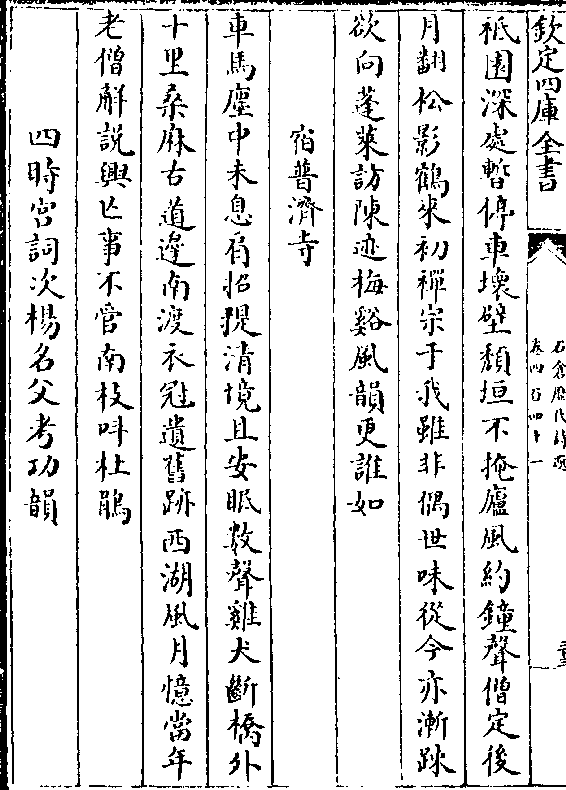 欽定四庫全書
石倉歷代詩選
卷四百四十一
祇園深處暫停車壞壁頽垣不掩廬風約鐘聲僧定後
月翻松影鶴來初禪宗于我雖非偶世味從今亦漸踈
欲向蓬萊訪陳迹梅谿風韻更誰如
宿普濟寺
車馬塵中未息肩招提清境且安眠數聲雞犬斷橋外
十里桑麻古道邊南渡衣冠遺舊跡西湖風月憶當年
老僧解說興亡事不管南枝叫杜鵑
四時宮詞次楊名父考功韻